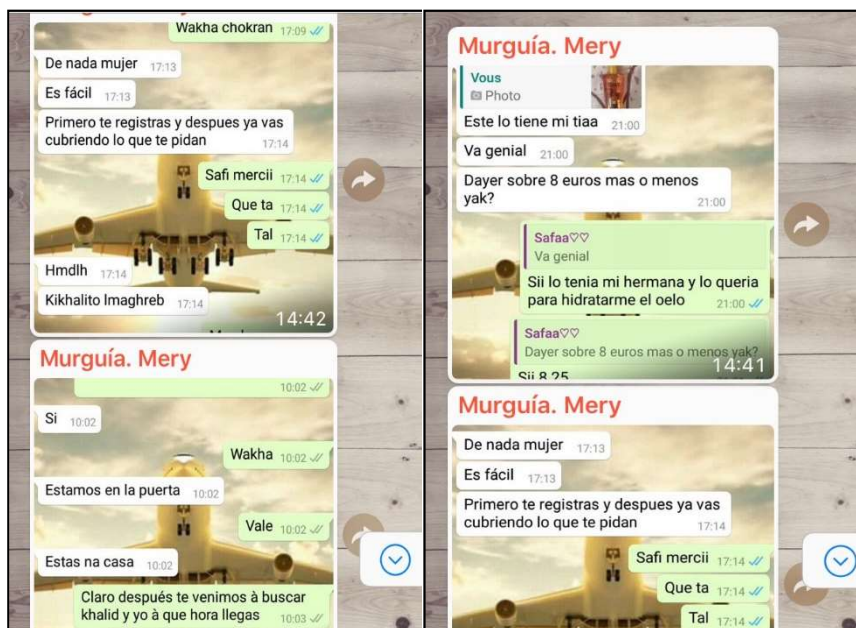 Wakha chokran 17:09
De nada mujer 17:13
Es fácil 17:13
Primero te registras y despues ya vas
cubriendo lo que te pidan 17:14
Safi mercii 17:14
Que ta 17:14
Tal 17:14
Hmdlh 17:14
Kikhalito lmaghreb 17:14
14:42
Murguía. Mery
10:02
Si 10:02
Wakha 10:02
Estamos en la puerta 10:02
Vale 10:02
Estas na casa 10:02
Claro después te venimos à buscar
khalid y yo à que hora llegas 10:03
Murguía. Mery
Vous
Photo
Este lo tiene mi tiaa 21:00
Va genial 21:00
Dayer sobre 8 euros mas o menos
yak? 21:00
Safaa♡♡
Va genial
Sii lo tenia mi hermana y lo queria
para hidratarme el oelo 21:00
Safaa♡♡
Dayer sobre 8 euros mas o menos yak?
Sii 8,25
14:41
Murguía. Mery
De nada mujer 17:13
Es fácil 17:13
Primero te registras y despues ya vas
cubriendo lo que te pidan 17:14
Safi mercii 17:14
Que ta 17:14
Tal 17:14